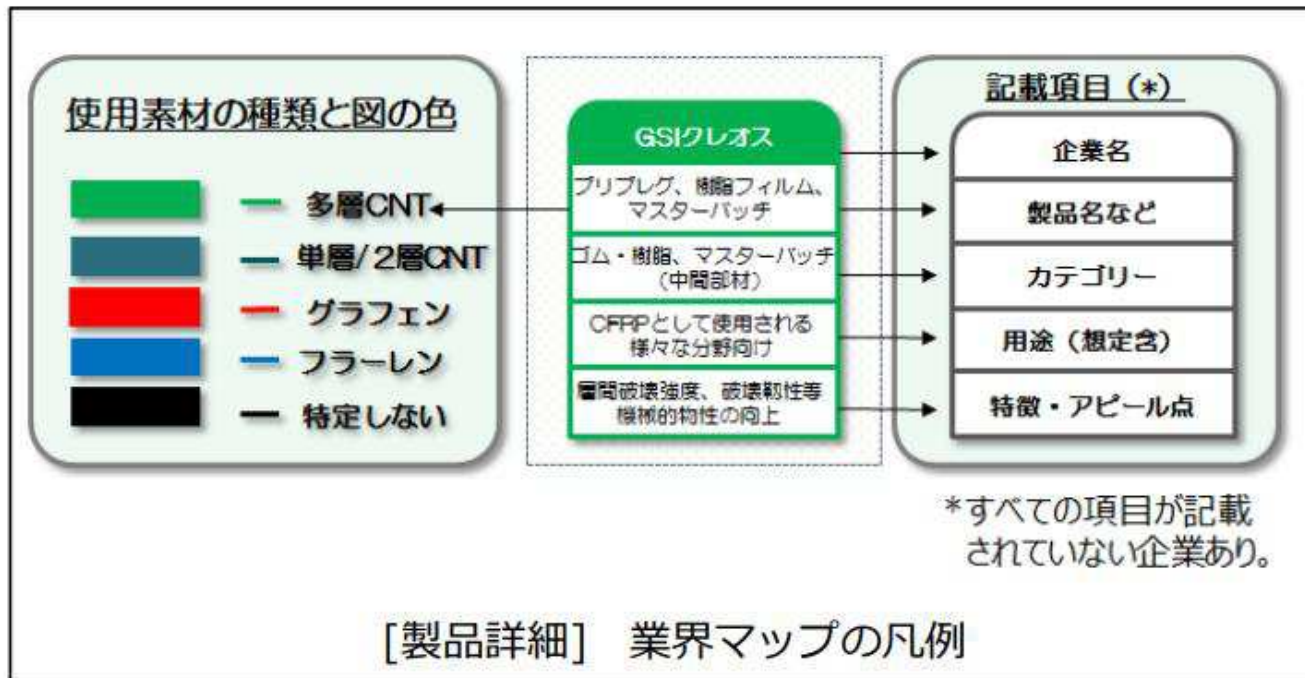 使用素材の種類と図の色
多層CNT
単層/2層CNT
グラフェン
フラーレン
特定しない
GSIクレオス
プリプレグ、樹脂フィルム、
マスターバッチ
ゴム・樹脂、マスターバッチ
（中間部材）
CFRPとして使用される
様々な分野向け
層間破壊強度、破壊靭性等
機械的物性の向上
記載項目（*）
企業名
製品名など
カテゴリー
用途（想定含）
特徴・アピール点
*すべての項目が記載
されていない企業あり。
[製品詳細] 業界マップの凡例